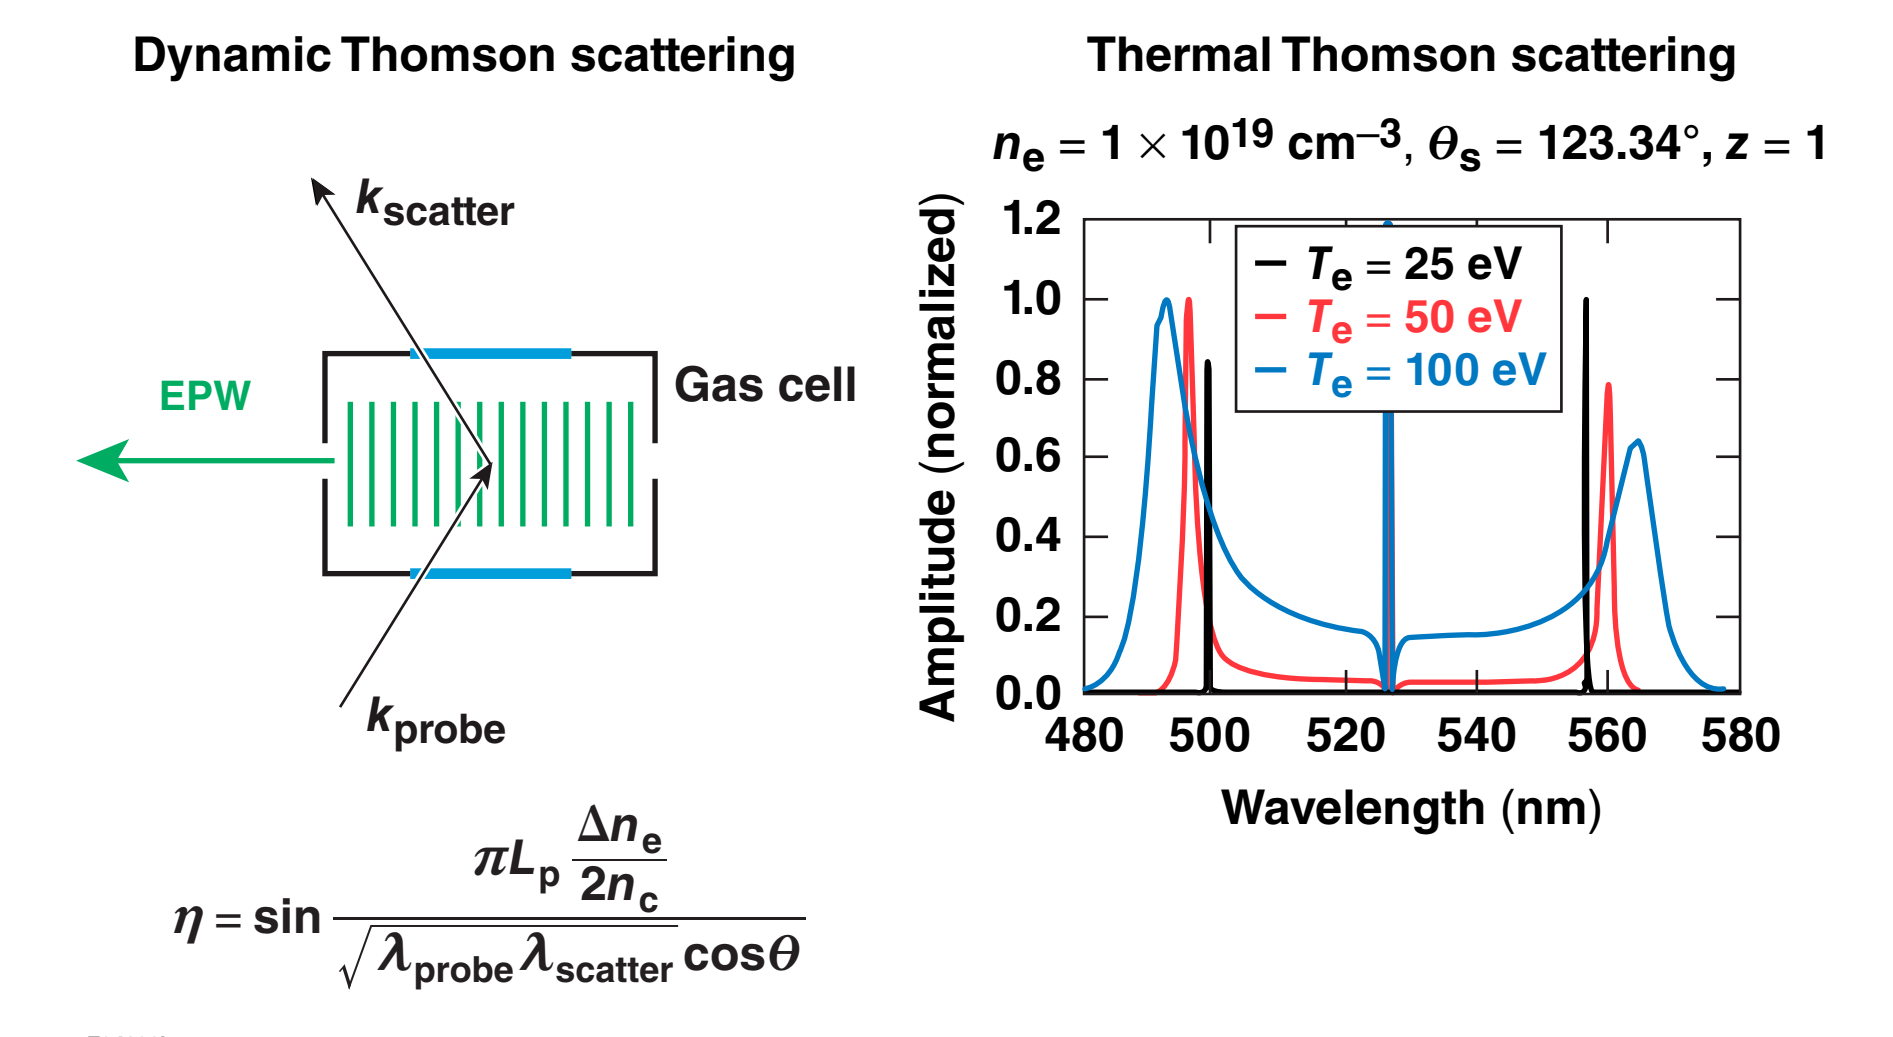 Dynamic Thomson scattering
k scatter
EPW
Gas cell
k probe
η = sin πL_p Δn_e / 2n_c / √λ_probe λ_scatter cosθ
Thermal Thomson scattering
n_e = 1 × 10^19 cm^–3, θ_s = 123.34°, z = 1
Amplitude (normalized)
1.2
1.0
0.8
0.6
0.4
0.2
0.0
T_e = 25 eV
T_e = 50 eV
T_e = 100 eV
480 500 520 540 560 580
Wavelength (nm)